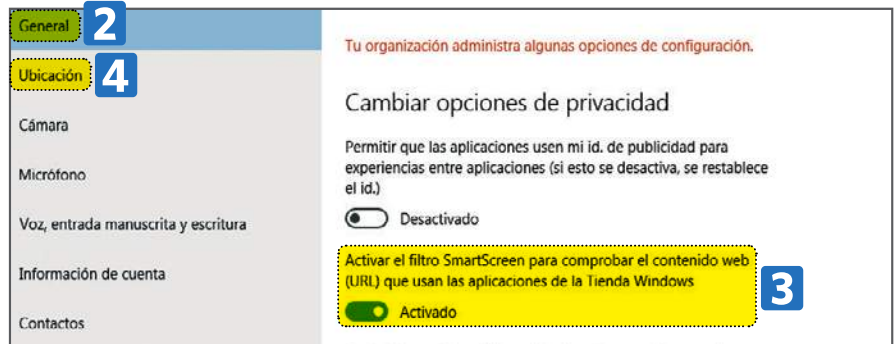 General 2
Ubicación 4
Cámara
Micrófono
Voz, entrada manuscrita y escritura
Información de cuenta
Contactos
Tu organización administra algunas opciones de configuración.
Cambiar opciones de privacidad
Permitir que las aplicaciones usen mi id. de publicidad para
experiencias entre aplicaciones (si esto se desactiva, se restablece
el id.)
Desactivado
Activar el filtro SmartScreen para comprobar el contenido web
(URL) que usan las aplicaciones de la Tienda Windows
3
Activado